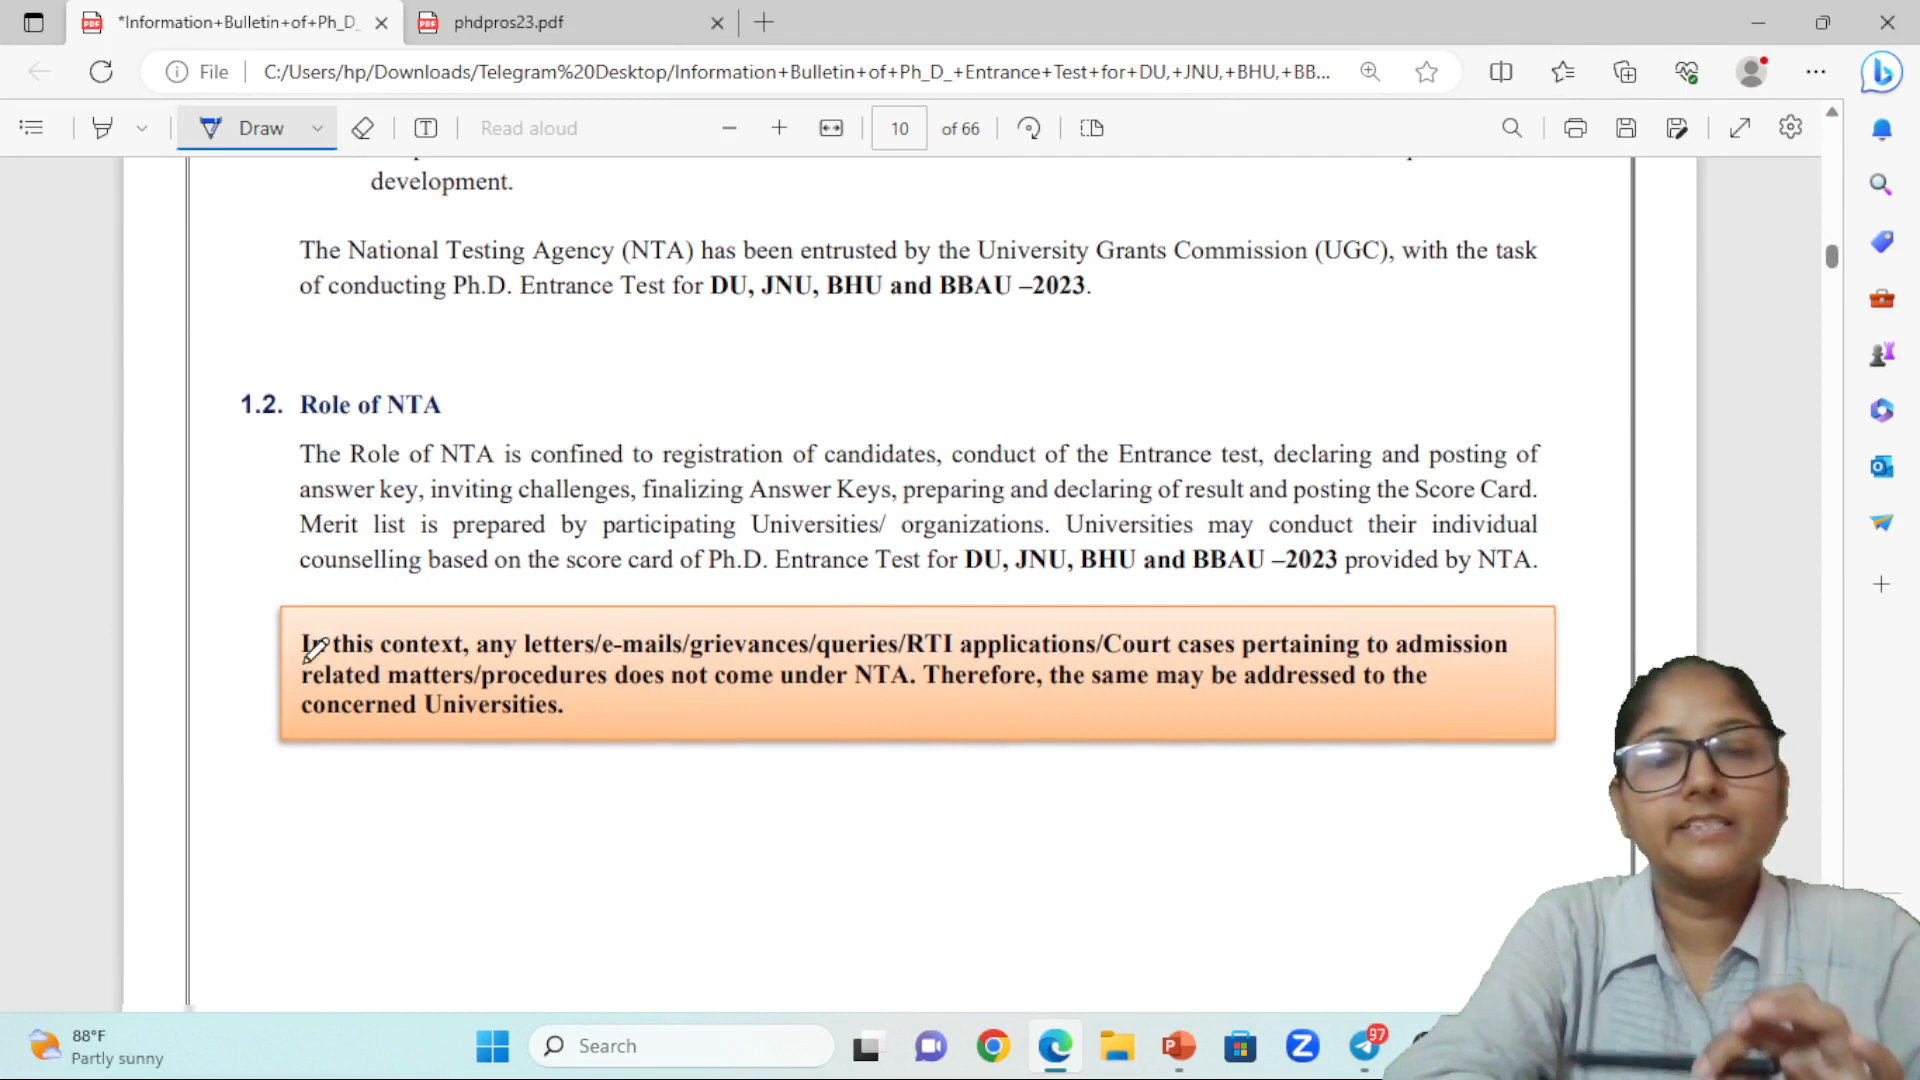 *Information+Bulletin+of+Ph_D_
phdpros23.pdf
File
C:/Users/hp/Downloads/Telegram%20Desktop/Information+Bulletin+of+Ph_D_+Entrance+Test+for+DU,+JNU,+BHU,+BB...
Draw
Read aloud
10 of 66
development.
The National Testing Agency (NTA) has been entrusted by the University Grants Commission (UGC), with the task
of conducting Ph.D. Entrance Test for DU, JNU, BHU and BBAU –2023.
1.2. Role of NTA
The Role of NTA is confined to registration of candidates, conduct of the Entrance test, declaring and posting of
answer key, inviting challenges, finalizing Answer Keys, preparing and declaring of result and posting the Score Card.
Merit list is prepared by participating Universities/ organizations. Universities may conduct their individual
counselling based on the score card of Ph.D. Entrance Test for DU, JNU, BHU and BBAU –2023 provided by NTA.
In this context, any letters/e-mails/grievances/queries/RTI applications/Court cases pertaining to admission
related matters/procedures does not come under NTA. Therefore, the same may be addressed to the
concerned Universities.
88°F
Partly sunny
Search
97